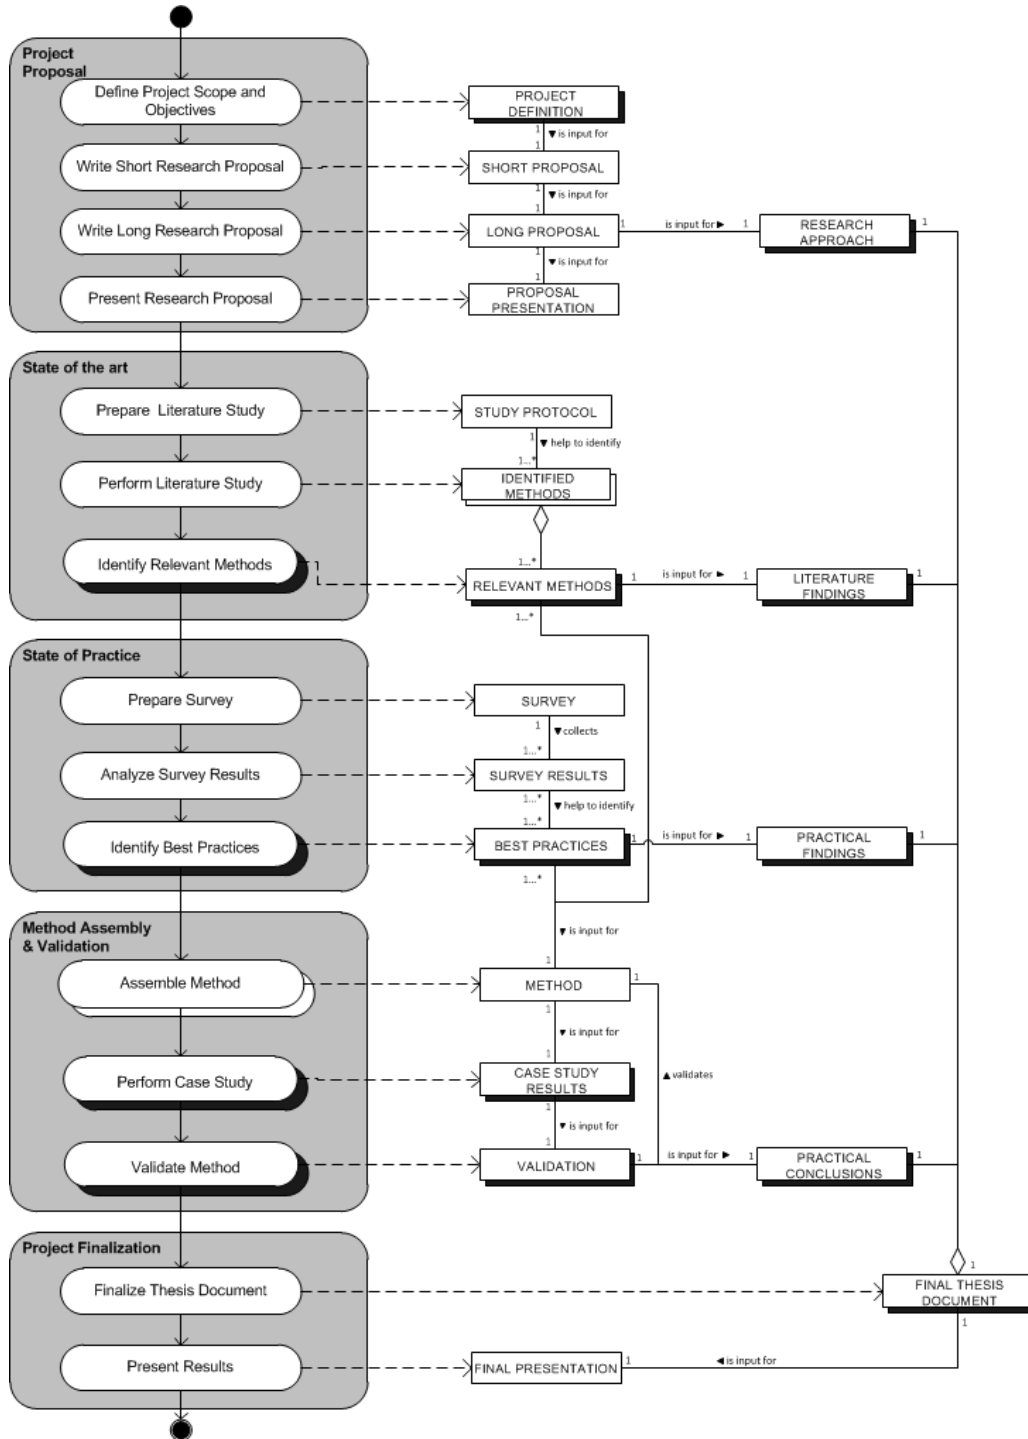 Project
Proposal
Define Project Scope and
Objectives
PROJECT
DEFINITION
1
▼ is input for
1
Write Short Research Proposal
SHORT PROPOSAL
1
▼ is input for
1
Write Long Research Proposal
LONG PROPOSAL
1
is input for ►
1
RESEARCH
APPROACH
1
1
▼ is input for
1
Present Research Proposal
PROPOSAL
PRESENTATION
State of the art
Prepare Literature Study
STUDY PROTOCOL
1
▼ help to identify
1...*
Perform Literature Study
IDENTIFIED
METHODS
1...*
Identify Relevant Methods
RELEVANT METHODS
1
is input for ►
1
LITERATURE
FINDINGS
1
1...*
State of Practice
Prepare Survey
SURVEY
1
▼ collects
1...*
Analyze Survey Results
SURVEY RESULTS
1...*
▼ help to identify
1...*
Identify Best Practices
BEST PRACTICES
1
is input for ►
1
PRACTICAL
FINDINGS
1
1...*
Method Assembly
& Validation
▼ is input for
1
Assemble Method
METHOD
1
1
▼ is input for
1
Perform Case Study
CASE STUDY
RESULTS
▲ validates
1
▼ is input for
1
Validate Method
VALIDATION
1
is input for ►
1
PRACTICAL
CONCLUSIONS
1
Project Finalization
1
Finalize Thesis Document
FINAL THESIS
DOCUMENT
1
Present Results
FINAL PRESENTATION
1
◄ is input for